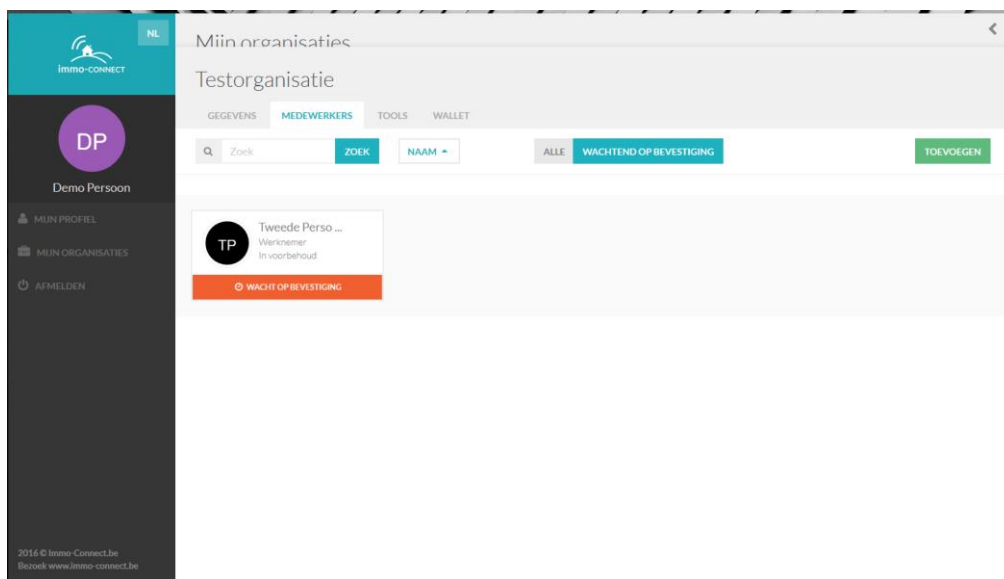 immo-CONNECT
NL
DP
Demo Persoon
MIJN PROFIEL
MIJN ORGANISATIES
AFMELDEN
2016 © Immo-Connect.be
Bezoek www.immo-connect.be
Mijn organisaties
Testorganisatie
GEGEVENS MEDEWERKERS TOOLS WALLET
Zoek ZOEK NAAM ALLE WACHTEND OP BEVESTIGING TOEVOEGEN
TP
Tweede Perso ...
Werknemer
In voorbehoud
WACHT OP BEVESTIGING